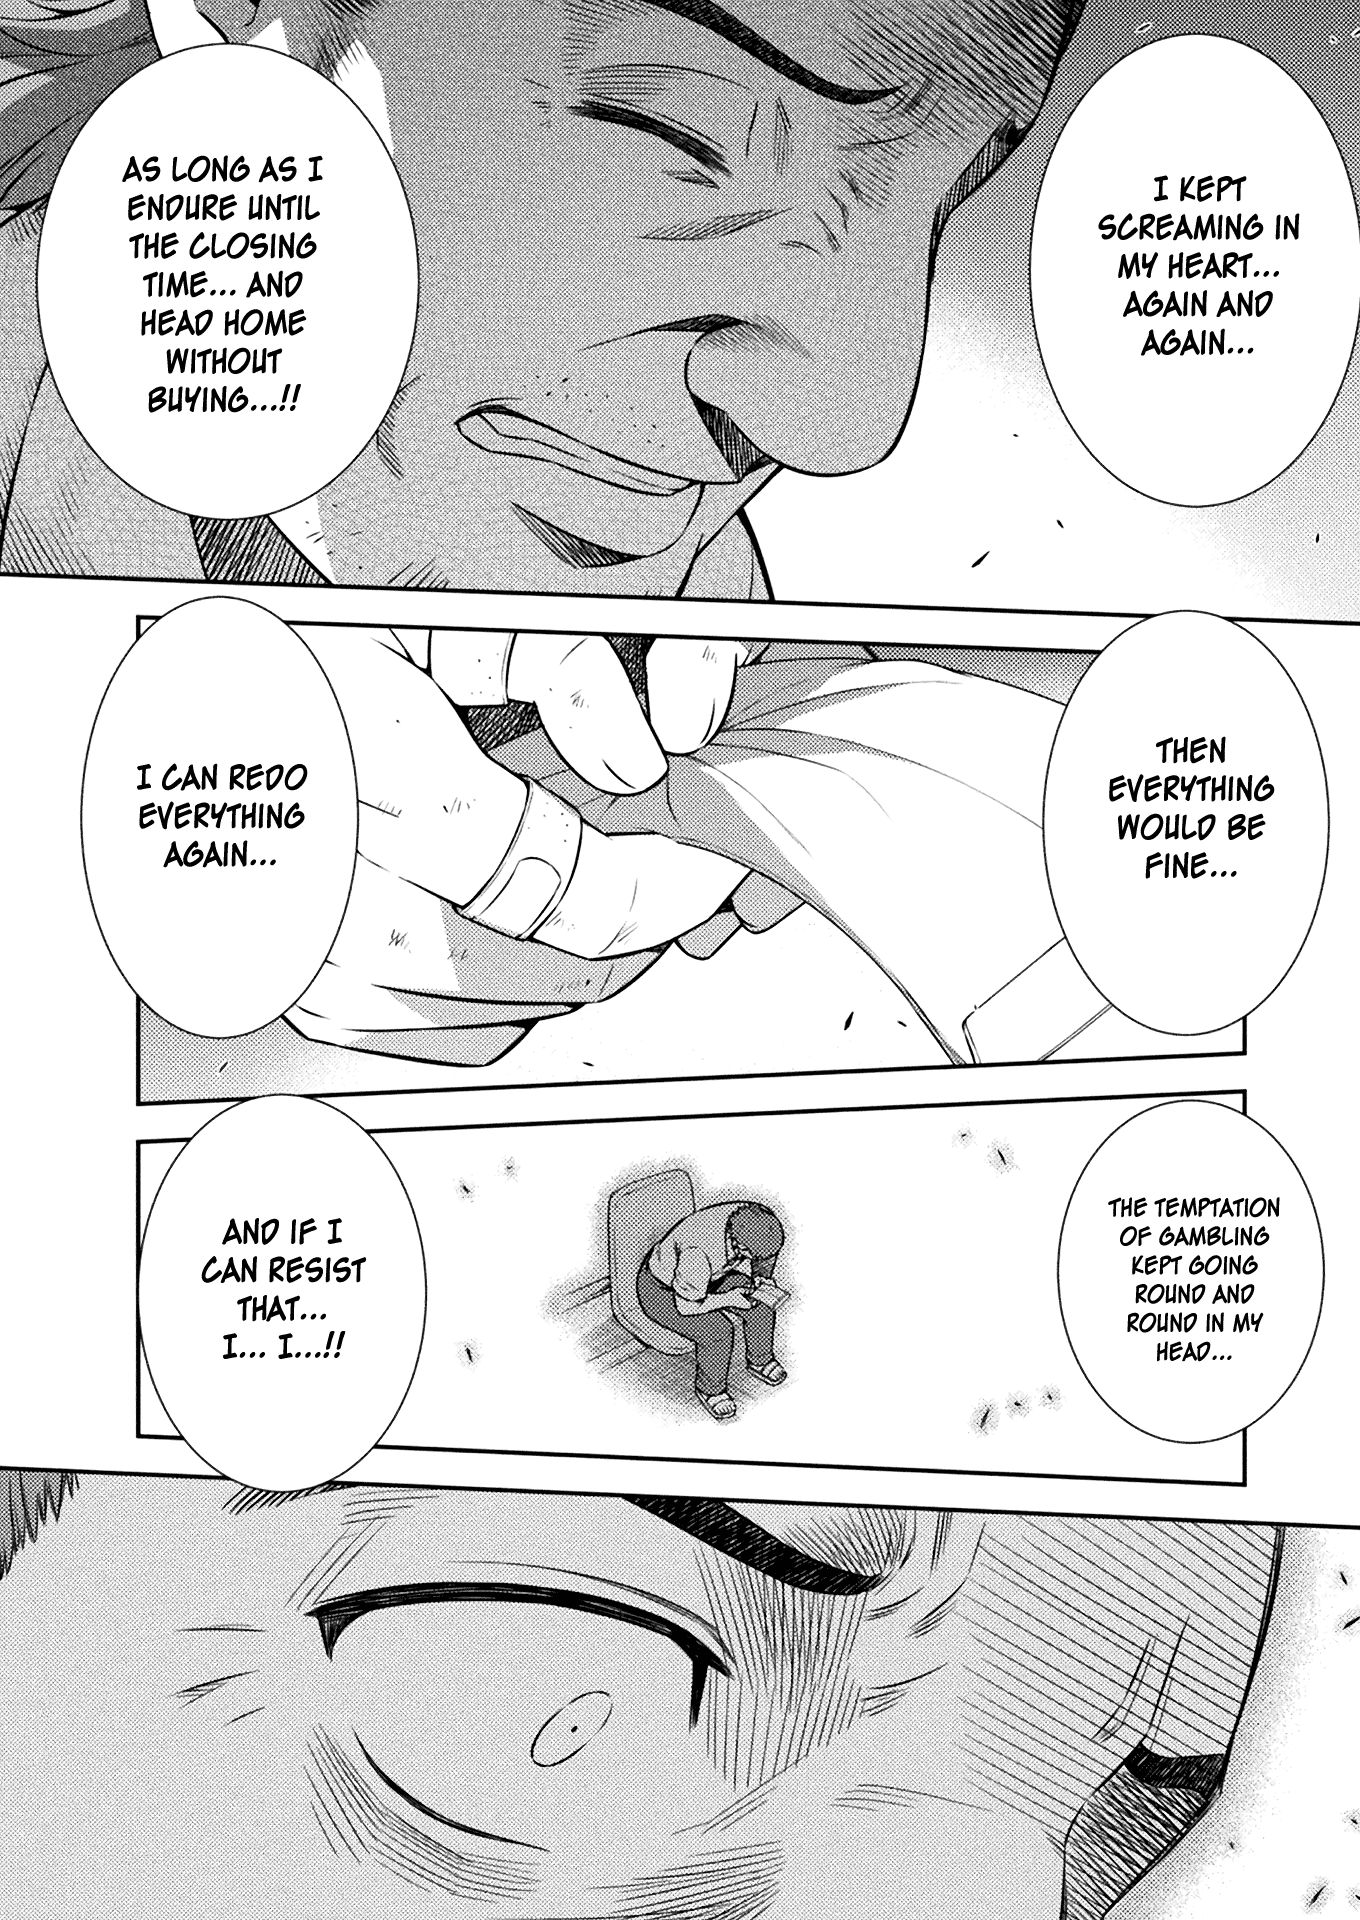 I KEPT
SCREAMING IN
MY HEART...
AGAIN AND
AGAIN...
AS LONG AS I
ENDURE UNTIL
THE CLOSING
TIME... AND
HEAD HOME
WITHOUT
BUYING...!!
THEN
EVERYTHING
WOULD BE
FINE...
I CAN REDO
EVERYTHING
AGAIN...
THE TEMPTATION
OF GAMBLING
KEPT GOING
ROUND AND
ROUND IN MY
HEAD...
AND IF I
CAN RESIST
THAT...
I... I...!!